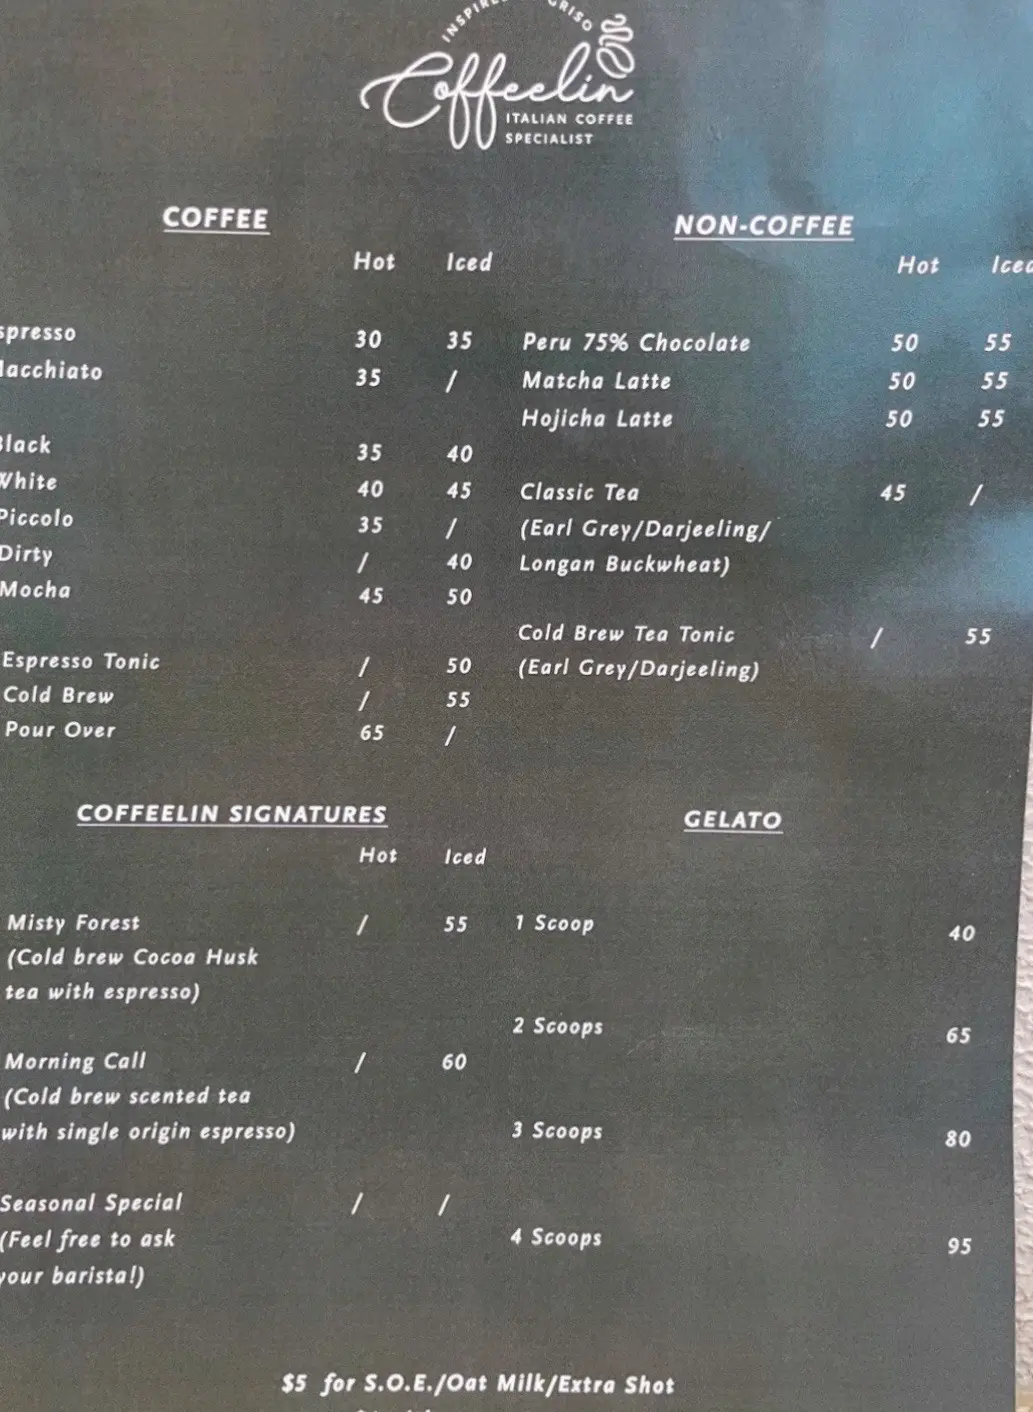 Coffeelin
ITALIAN COFFEE
SPECIALIST
COFFEE
Hot Iced
spresso 30 35
acchiato 35 /
lack 35 40
White 40 45
Piccolo 35 /
Dirty / 40
Mocha 45 50
Espresso Tonic / 50
Cold Brew / 55
Pour Over 65 /
NON-COFFEE
Hot Iced
Peru 75% Chocolate 50 55
Matcha Latte 50 55
Hojicha Latte 50 55
Classic Tea 45 /
(Earl Grey/Darjeeling/
Longan Buckwheat)
Cold Brew Tea Tonic / 55
(Earl Grey/Darjeeling)
COFFEELIN SIGNATURES
Hot Iced
Misty Forest / 55
(Cold brew Cocoa Husk
tea with espresso)
Morning Call / 60
(Cold brew scented tea
with single origin espresso)
Seasonal Special / /
(Feel free to ask
your barista!)
GELATO
1 Scoop 40
2 Scoops 65
3 Scoops 80
4 Scoops 95
$5 for S.O.E./Oat Milk/Extra Shot